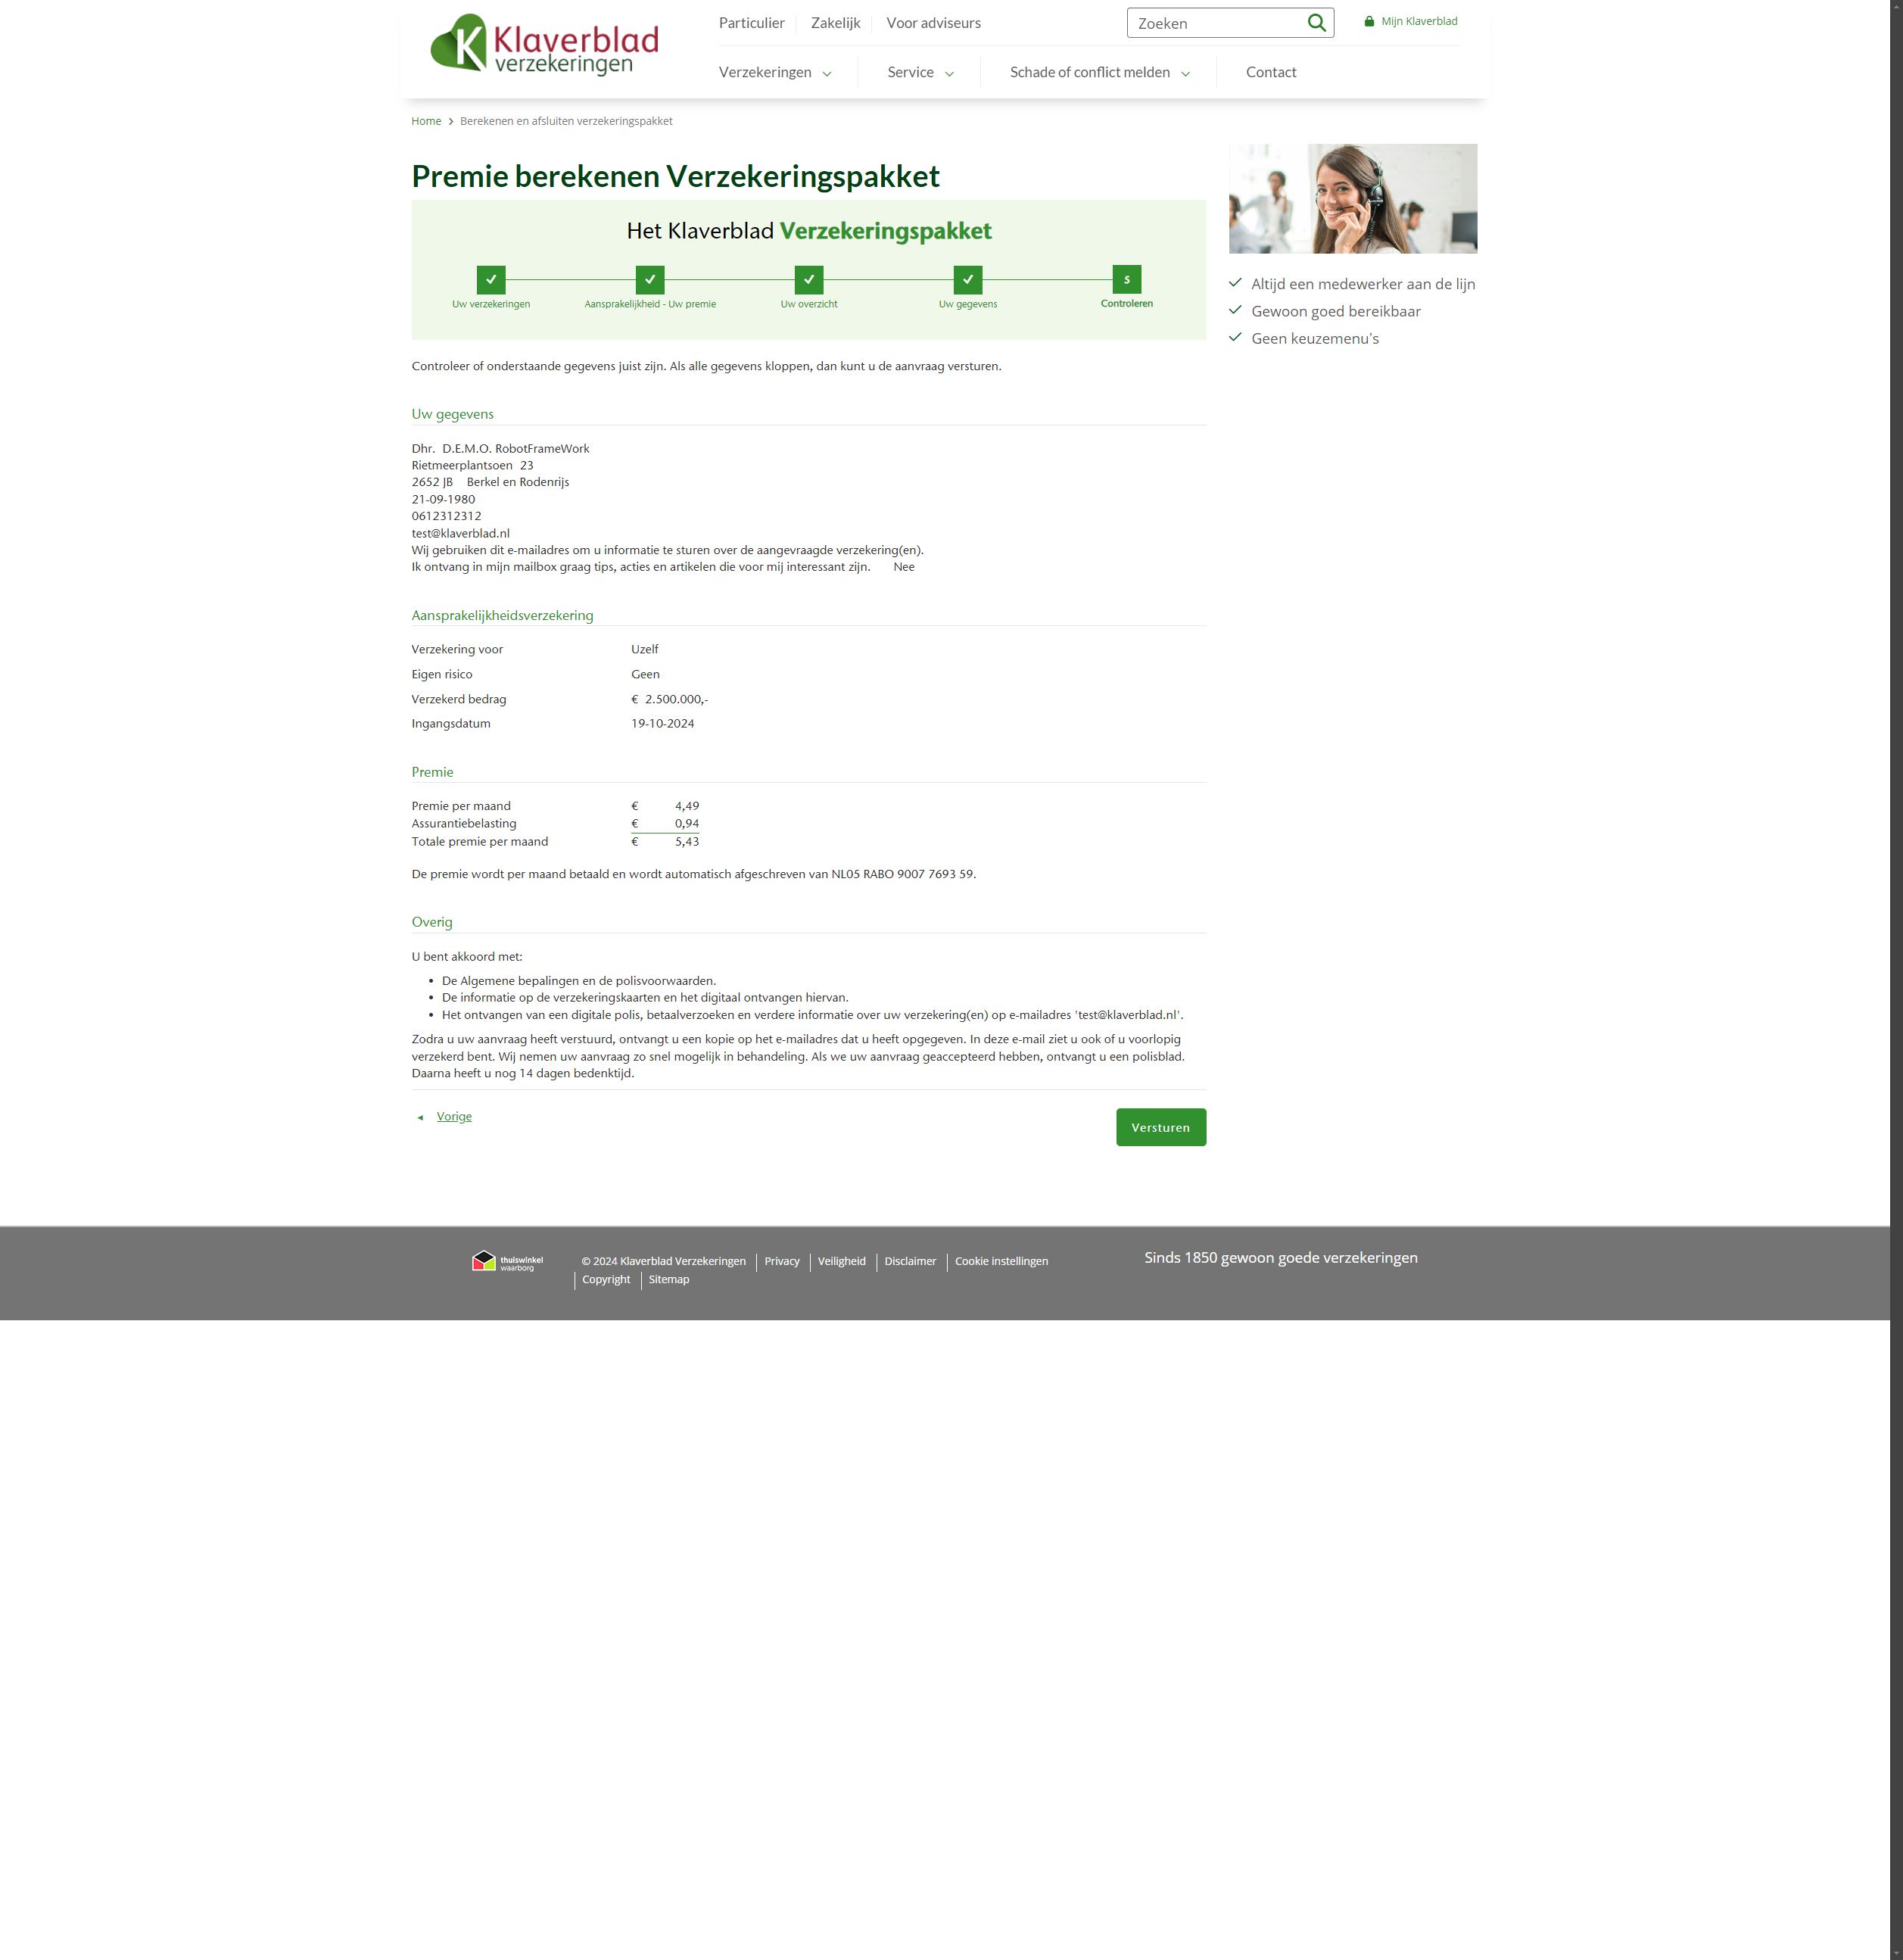 K Klaverblad
verzekeringen
Particulier Zakelijk Voor adviseurs
Zoeken
Mijn Klaverblad
Verzekeringen Service Schade of conflict melden Contact
Home > Berekenen en afsluiten verzekeringspakket
Premie berekenen Verzekeringspakket
Het Klaverblad Verzekeringspakket
5
Uw verzekeringen Aansprakelijkheid - Uw premie Uw overzicht Uw gegevens Controleren
Altijd een medewerker aan de lijn
Gewoon goed bereikbaar
Geen keuzemenu's
Controleer of onderstaande gegevens juist zijn. Als alle gegevens kloppen, dan kunt u de aanvraag versturen.
Uw gegevens
Dhr. D.E.M.O. RobotFrameWork
Rietmeerplantsoen 23
2652 JB Berkel en Rodenrijs
21-09-1980
0612312312
test@klaverblad.nl
Wij gebruiken dit e-mailadres om u informatie te sturen over de aangevraagde verzekering(en).
Ik ontvang in mijn mailbox graag tips, acties en artikelen die voor mij interessant zijn. Nee
Aansprakelijkheidsverzekering
Verzekering voor Uzelf
Eigen risico Geen
Verzekerd bedrag € 2.500.000,-
Ingangsdatum 19-10-2024
Premie
Premie per maand € 4,49
Assurantiebelasting € 0,94
Totale premie per maand € 5,43
De premie wordt per maand betaald en wordt automatisch afgeschreven van NL05 RABO 9007 7693 59.
Overig
U bent akkoord met:
• De Algemene bepalingen en de polisvoorwaarden.
• De informatie op de verzekeringskaarten en het digitaal ontvangen hiervan.
• Het ontvangen van een digitale polis, betaalverzoeken en verdere informatie over uw verzekering(en) op e-mailadres 'test@klaverblad.nl'.
Zodra u uw aanvraag heeft verstuurd, ontvangt u een kopie op het e-mailadres dat u heeft opgegeven. In deze e-mail ziet u ook of u voorlopig
verzekerd bent. Wij nemen uw aanvraag zo snel mogelijk in behandeling. Als we uw aanvraag geaccepteerd hebben, ontvangt u een polisblad.
Daarna heeft u nog 14 dagen bedenktijd.
Vorige
Versturen
thuiswinkel
waarborg
© 2024 Klaverblad Verzekeringen Privacy Veiligheid Disclaimer Cookie instellingen
Copyright Sitemap
Sinds 1850 gewoon goede verzekeringen